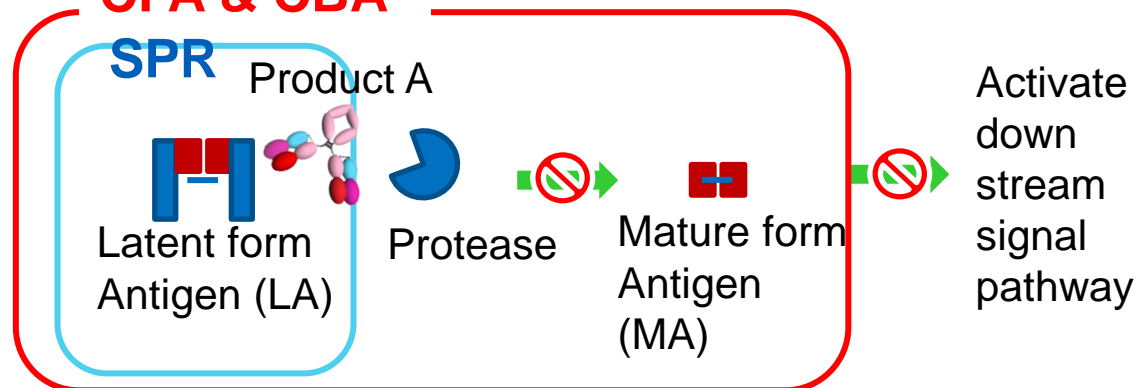 SPR
Product A
Latent form
Antigen (LA)
Protease
Mature form
Antigen
(MA)
Activate
down
stream
signal
pathway